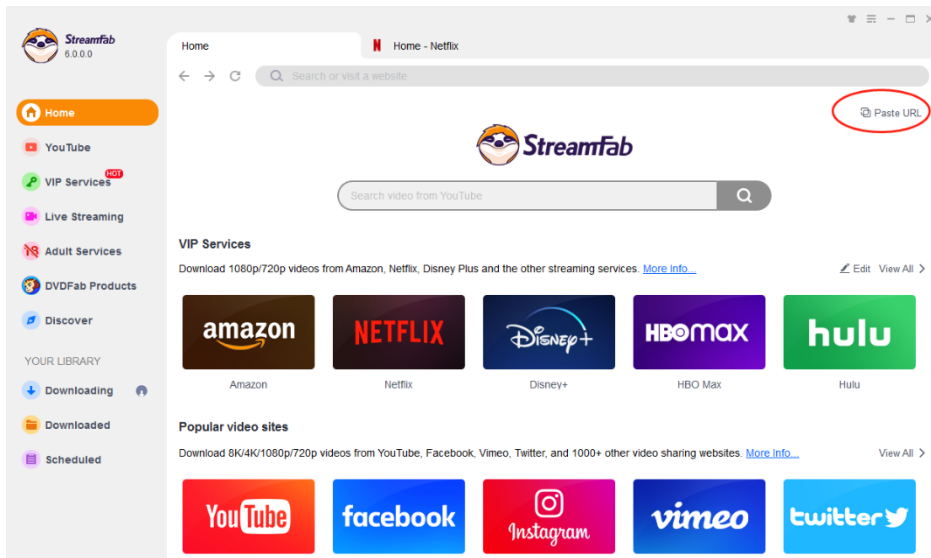 StreamFab
6.0.0.0
Home
N Home - Netflix
Search or visit a website
Paste URL
Home
YouTube
VIP Services HOT
Live Streaming
Adult Services
DVDFab Products
Discover
YOUR LIBRARY
Downloading
Downloaded
Scheduled
StreamFab
Search video from YouTube
VIP Services
Download 1080p/720p videos from Amazon, Netflix, Disney Plus and the other streaming services. More Info...
Edit View All >
amazon NETFLIX Disney+ HBOmax hulu
Amazon Netflix Disney+ HBO Max Hulu
Popular video sites
Download 8K/4K/1080p/720p videos from YouTube, Facebook, Vimeo, Twitter, and 1000+ other video sharing websites. More Info...
View All >
YouTube facebook Instagram vimeo twitter